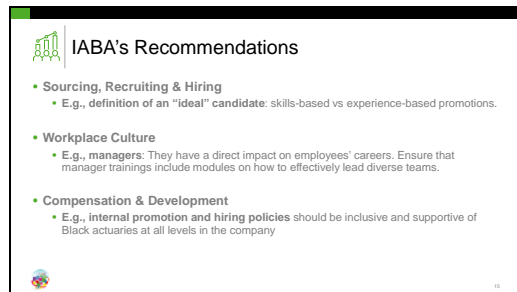 IABA's Recommendations
• Sourcing, Recruiting & Hiring
• E.g., definition of an “ideal” candidate: skills-based vs experience-based promotions.
• Workplace Culture
• E.g., managers: They have a direct impact on employees' careers. Ensure that
manager trainings include modules on how to effectively lead diverse teams.
• Compensation & Development
• E.g., internal promotion and hiring policies should be inclusive and supportive of
Black actuaries at all levels in the company